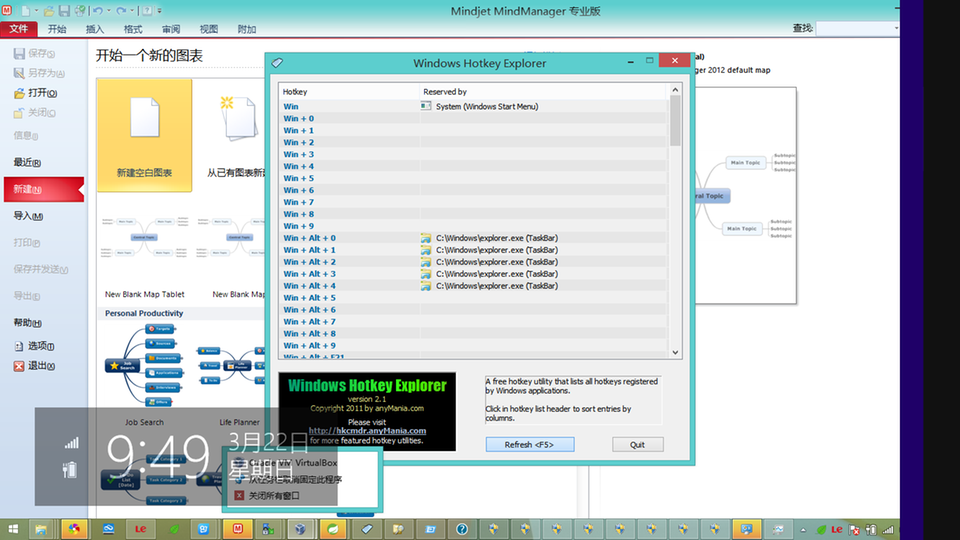 Mindjet MindManager 专业版
文件 开始 插入 格式 审阅 视图 附加
查找:
保存(S)
另存为(A)
打开(O)
关闭(C)
信息(I)
最近(R)
新建(N)
导入(M)
打印(P)
保存并发送(V)
导出(E)
帮助(H)
选项(T)
退出(X)
开始一个新的图表
新建空白图表
从已有图表新
New Blank Map Tablet
New Blank Map
Personal Productivity
Job Search
Life Planner
Windows Hotkey Explorer
Hotkey Reserved by
Win System (Windows Start Menu)
Win + 0
Win + 1
Win + 2
Win + 3
Win + 4
Win + 5
Win + 6
Win + 7
Win + 8
Win + 9
Win + Alt + 0 C:\Windows\explorer.exe (TaskBar)
Win + Alt + 1 C:\Windows\explorer.exe (TaskBar)
Win + Alt + 2 C:\Windows\explorer.exe (TaskBar)
Win + Alt + 3 C:\Windows\explorer.exe (TaskBar)
Win + Alt + 4 C:\Windows\explorer.exe (TaskBar)
Win + Alt + 5
Win + Alt + 6
Win + Alt + 7
Win + Alt + 8
Win + Alt + 9
Win + Alt + F21
Windows Hotkey Explorer
version 2.1
Copyright 2011 by anyMania.com
Please visit
http://hkcmdr.anyMania.com
for more featured hotkey utilities.
A free hotkey utility that lists all hotkeys registered
by Windows applications.
Click in hotkey list header to sort entries by
columns.
Refresh <F5>
Quit
ger 2012 default map
Main Topic
Subtopic
Subtopic
Subtopic
ral Topic
Main Topic
Subtopic
Subtopic
Subtopic
9:49
3月22日
星期日
Oracle VM VirtualBox
从任务栏取消固定此程序
关闭所有窗口